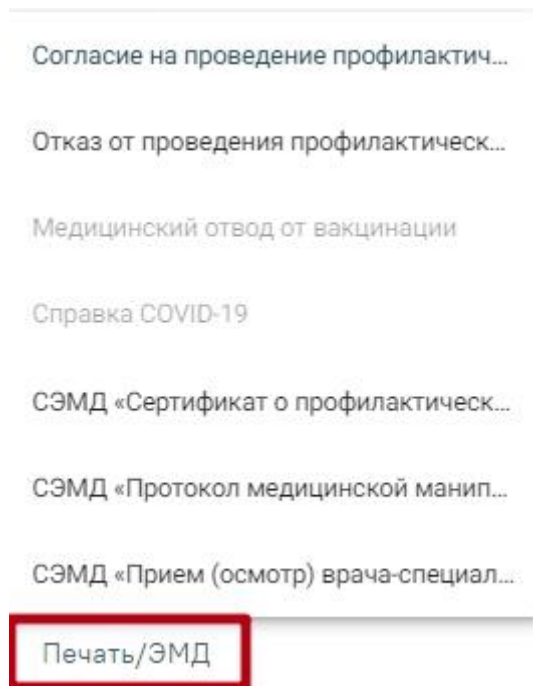 Согласие на проведение профилактич...
Отказ от проведения профилактическ...
Медицинский отвод от вакцинации
Справка COVID-19
СЭМД «Сертификат о профилактическ...
СЭМД «Протокол медицинской манип...
СЭМД «Прием (осмотр) врача-специал...
Печать/ЭМД